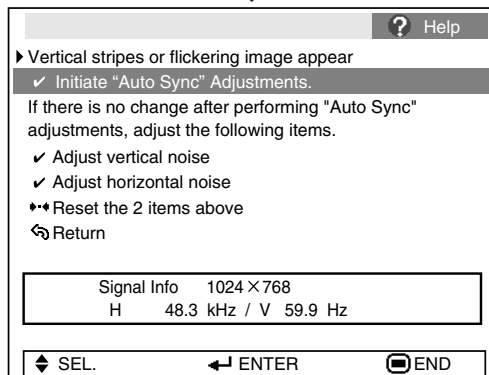 ? Help
Vertical stripes or flickering image appear
✔ Initiate “Auto Sync” Adjustments.
If there is no change after performing "Auto Sync"
adjustments, adjust the following items.
✔ Adjust vertical noise
✔ Adjust horizontal noise
Reset the 2 items above
Return
Signal Info 1024×768
H 48.3 kHz / V 59.9 Hz
SEL. ENTER END